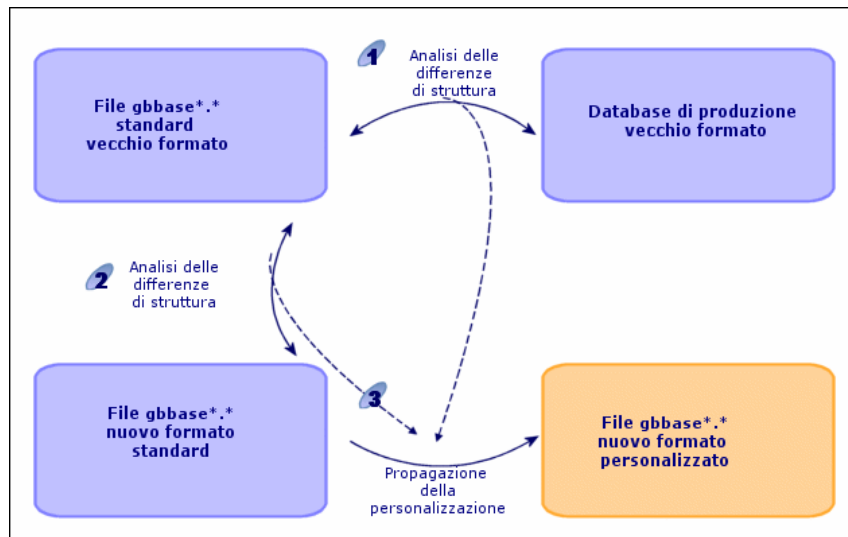 File gbbase*.*
standard
vecchio formato
1
Analisi delle
differenze
di struttura
Database di produzione
vecchio formato
2
Analisi delle
differenze
di struttura
File gbbase*.*
nuovo formato
standard
3
Propagazione
della
personalizzazione
File gbbase*.*
nuovo formato
personalizzato